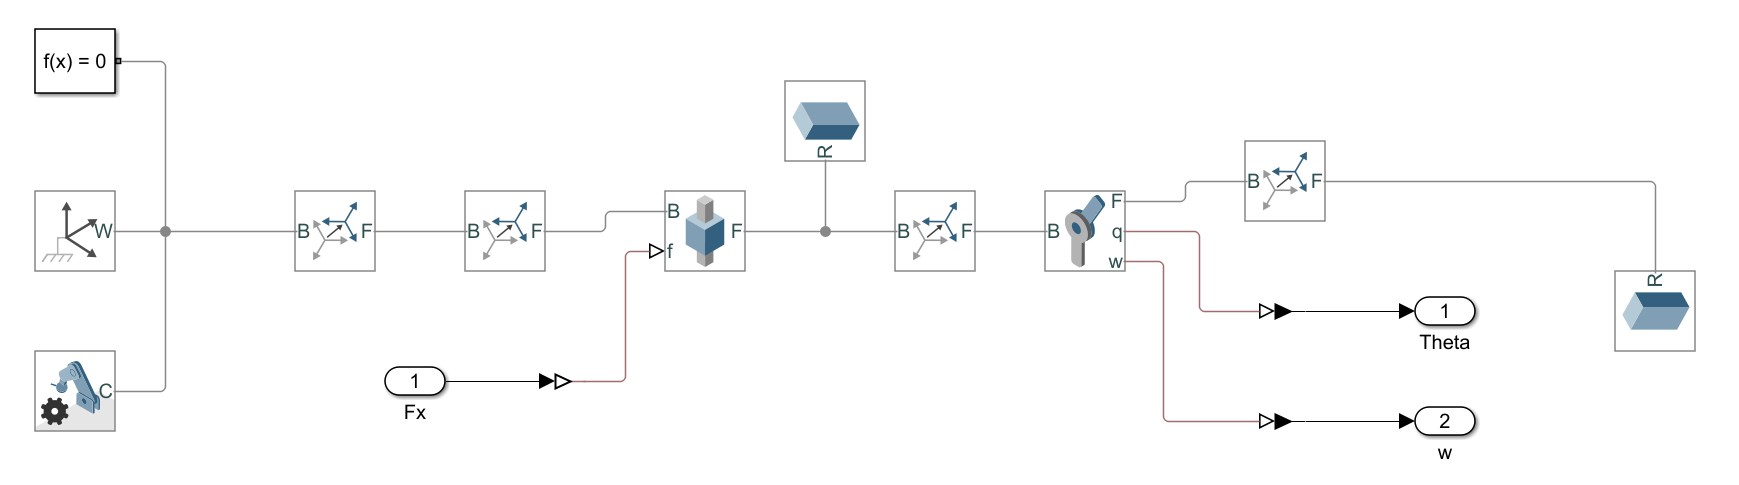 f(x) = 0
R
B F
W B F B F B F B F B F
f q
w R
1
Theta
C 1
Fx 2
w